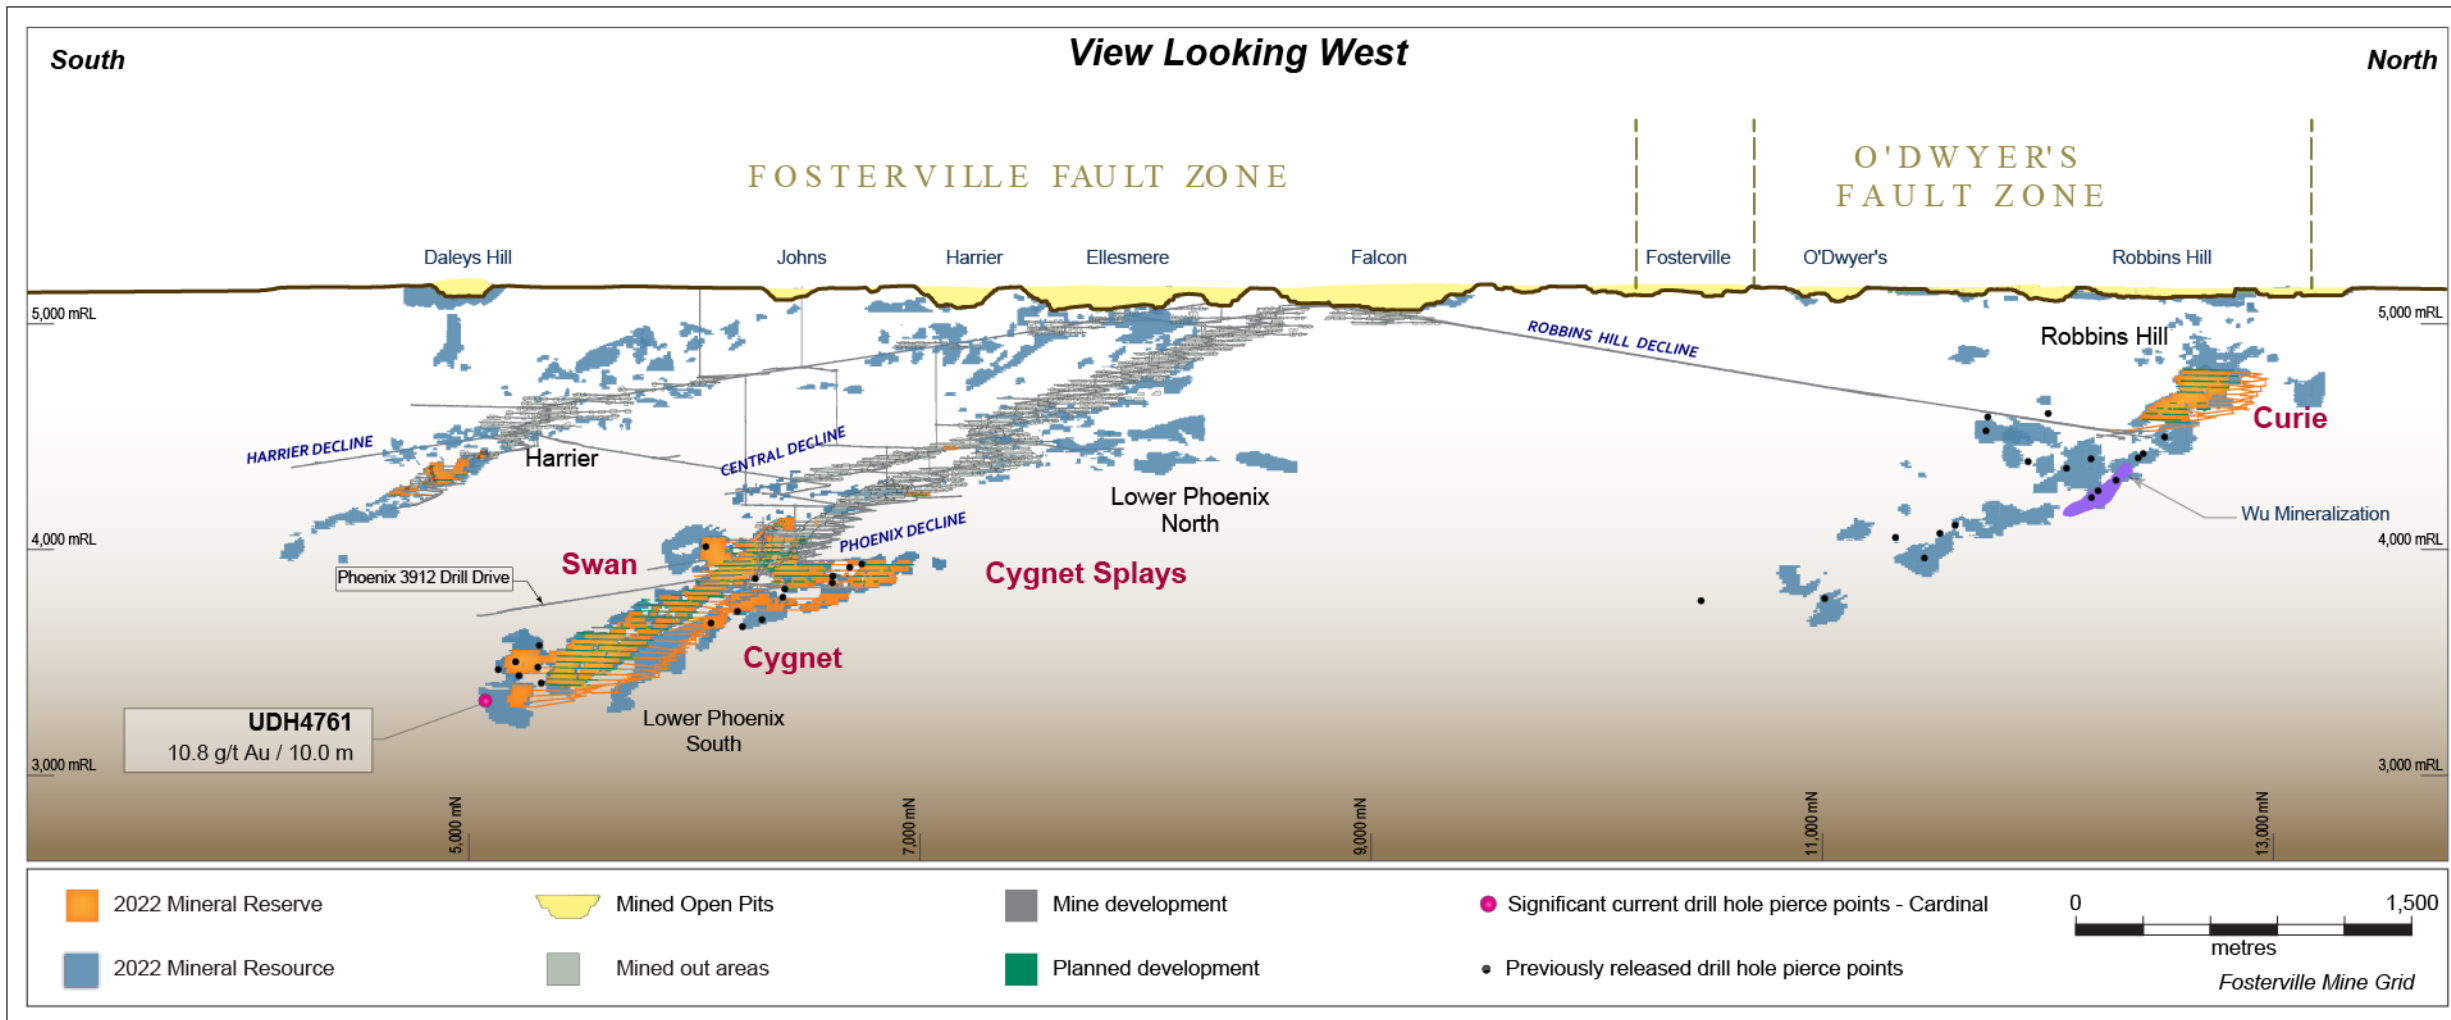 View Looking West
South
North
FOSTERVILLE FAULT ZONE
O'DWYER'S
FAULT ZONE
Daleys Hill
Johns
Harrier
Ellesmere
Falcon
Fosterville
O'Dwyer's
Robbins Hill
5,000 mRL
5,000 mRL
ROBBINS HILL DECLINE
Robbins Hill
Curie
HARRIER DECLINE
Harrier
CENTRAL DECLINE
Lower Phoenix
North
PHOENIX DECLINE
Wu Mineralization
4,000 mRL
4,000 mRL
Swan
Phoenix 3912 Drill Drive
Cygnet Splays
Cygnet
UDH4761
10.8 g/t Au / 10.0 m
Lower Phoenix
South
3,000 mRL
3,000 mRL
5,000 mN
7,000 mN
9,000 mN
11,000 mN
13,000 mN
2022 Mineral Reserve
Mined Open Pits
Mine development
Significant current drill hole pierce points - Cardinal
0
1,500
metres
2022 Mineral Resource
Mined out areas
Planned development
Previously released drill hole pierce points
Fosterville Mine Grid